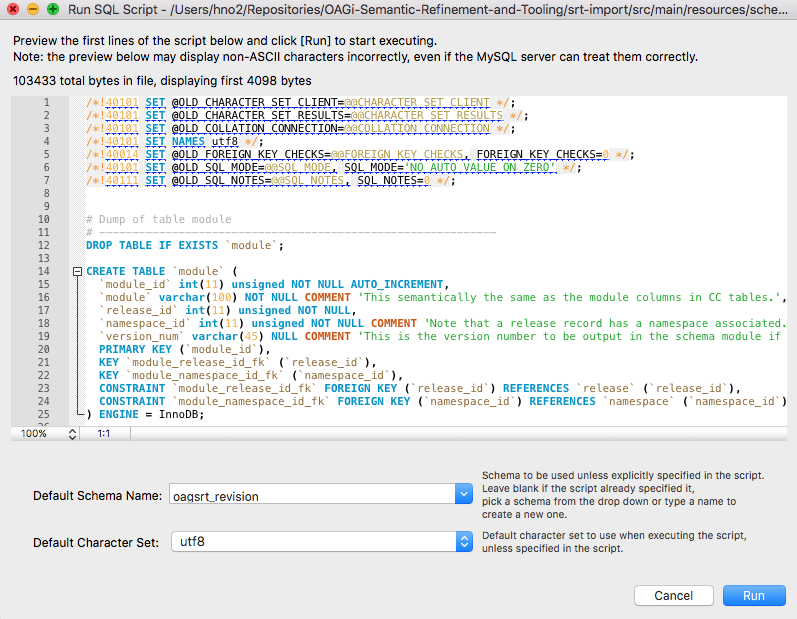 Run SQL Script - /Users/hno2/Repositories/OAGi-Semantic-Refinement-and-Tooling/srt-import/src/main/resources/sche...
Preview the first lines of the script below and click [Run] to start executing.
Note: the preview below may display non-ASCII characters incorrectly, even if the MySQL server can treat them correctly.
103433 total bytes in file, displaying first 4098 bytes
1 /*!40101 SET @OLD_CHARACTER_SET_CLIENT=@@CHARACTER_SET_CLIENT */;
2 /*!40101 SET @OLD_CHARACTER_SET_RESULTS=@@CHARACTER_SET_RESULTS */;
3 /*!40101 SET @OLD_COLLATION_CONNECTION=@@COLLATION_CONNECTION */;
4 /*!40101 SET NAMES utf8 */;
5 /*!40014 SET @OLD_FOREIGN_KEY_CHECKS=@@FOREIGN_KEY_CHECKS, FOREIGN_KEY_CHECKS=0 */;
6 /*!40101 SET @OLD_SQL_MODE=@@SQL_MODE, SQL_MODE='NO_AUTO_VALUE_ON_ZERO' */;
7 /*!40111 SET @OLD_SQL_NOTES=@@SQL_NOTES, SQL_NOTES=0 */;
8
9
10 # Dump of table module
11 # ------------------------------------------------------------
12 DROP TABLE IF EXISTS `module`;
13
14 CREATE TABLE `module` (
15 `module_id` int(11) unsigned NOT NULL AUTO_INCREMENT,
16 `module` varchar(100) NOT NULL COMMENT 'This semantically the same as the module columns in CC tables.',
17 `release_id` int(11) unsigned NOT NULL,
18 `namespace_id` int(11) unsigned NOT NULL COMMENT 'Note that a release record has a namespace associated.
19 `version_num` varchar(45) NULL COMMENT 'This is the version number to be output in the schema module if
20 PRIMARY KEY (`module_id`),
21 KEY `module_release_id_fk` (`release_id`),
22 KEY `module_namespace_id_fk` (`namespace_id`),
23 CONSTRAINT `module_release_id_fk` FOREIGN KEY (`release_id`) REFERENCES `release` (`release_id`),
24 CONSTRAINT `module_namespace_id_fk` FOREIGN KEY (`namespace_id`) REFERENCES `namespace` (`namespace_id`)
25 ) ENGINE = InnoDB;
100% 1:1
Default Schema Name: oagsrt_revision
Schema to be used unless explicitly specified in the script.
Leave blank if the script already specified it,
pick a schema from the drop down or type a name to
create a new one.
Default Character Set: utf8
Default character set to use when executing the script,
unless specified in the script.
Cancel Run